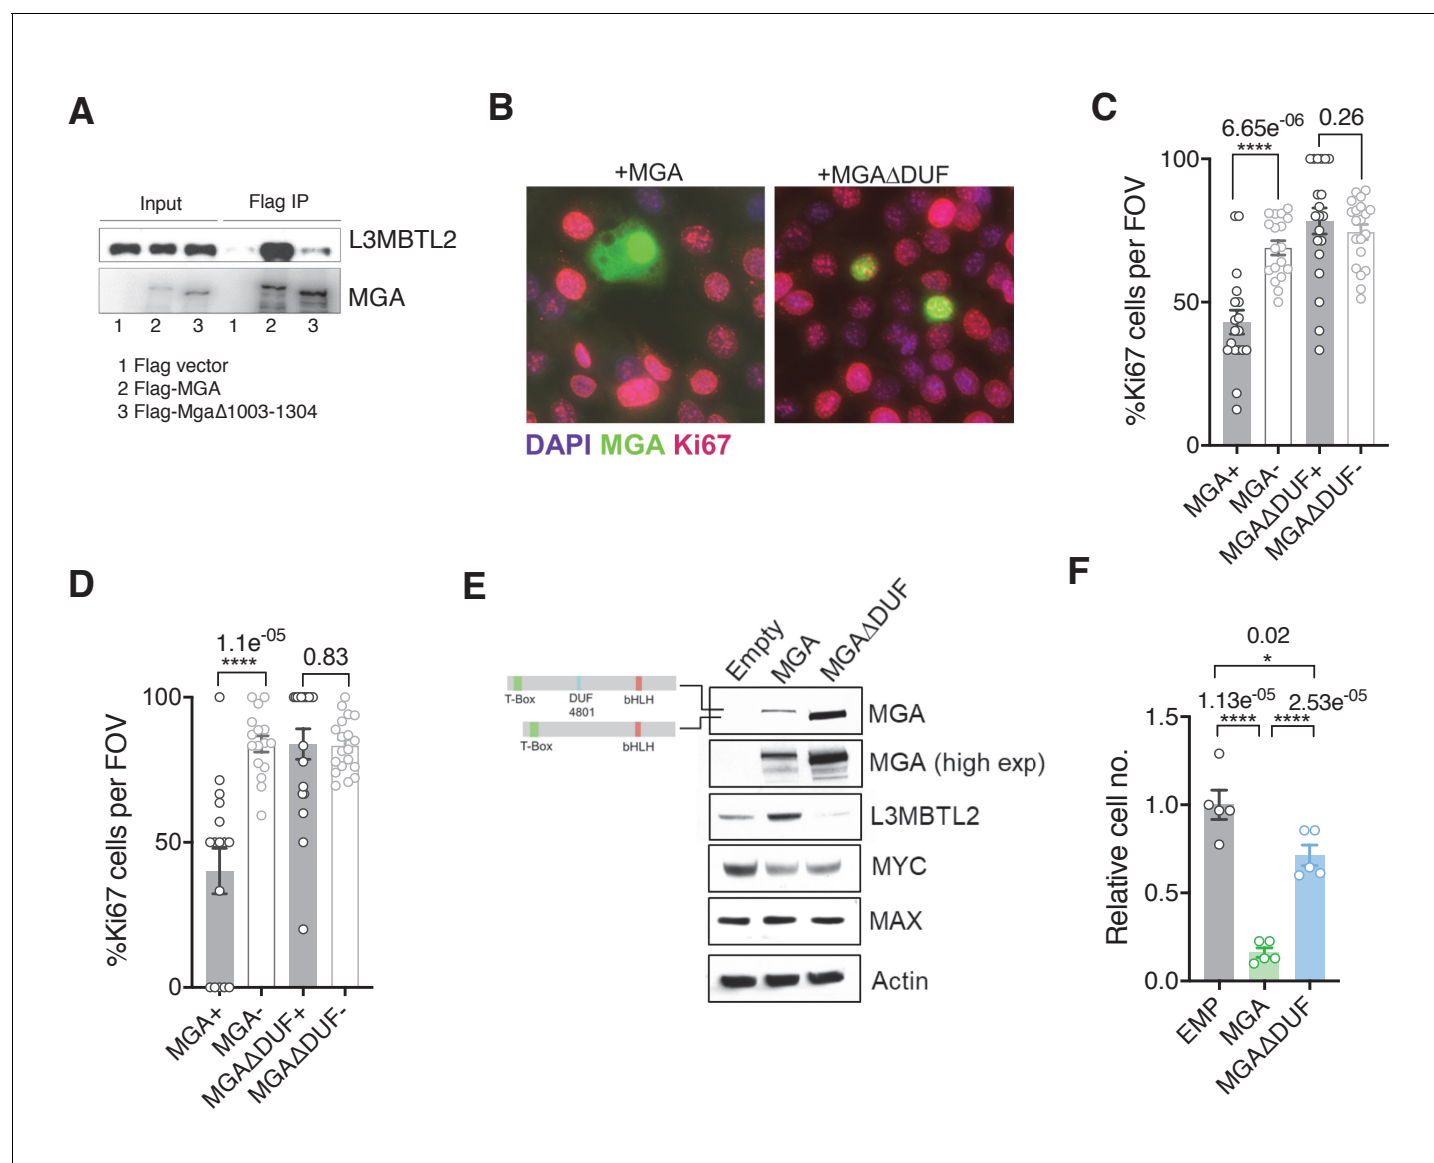 A
Input
Flag IP
L3MBTL2
MGA
1 2 3 1 2 3
1 Flag vector
2 Flag-MGA
3 Flag-MgaΔ1003-1304
B
+MGA
+MGAΔDUF
DAPI MGA Ki67
C
6.65e-06
****
0.26
%Ki67 cells per FOV
100
50
0
MGA+
MGA-
MGAΔDUF+
MGAΔDUF-
D
1.1e-05
****
0.83
%Ki67 cells per FOV
100
50
0
MGA+
MGA-
MGAΔDUF+
MGAΔDUF-
E
Empty
MGA
MGAΔDUF
T-Box
DUF
4801
bHLH
T-Box
bHLH
MGA
MGA (high exp)
L3MBTL2
MYC
MAX
Actin
F
0.02
*
1.13e-05
2.53e-05
****
****
Relative cell no.
1.5
1.0
0.5
0.0
EMP
MGA
MGAΔDUF